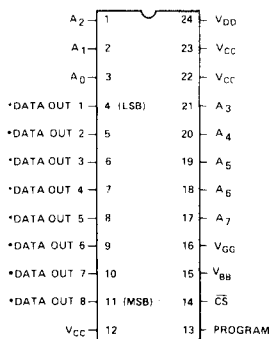 A2 1 24 VDD
A1 2 23 VCC
A0 3 22 VCC
*DATA OUT 1 4 (LSB) 21 A3
*DATA OUT 2 5 20 A4
*DATA OUT 3 6 19 A5
*DATA OUT 4 7 18 A6
*DATA OUT 5 8 17 A7
*DATA OUT 6 9 16 VGG
*DATA OUT 7 10 15 VBB
*DATA OUT 8 11 (MSB) 14 C̅S̅
VCC 12 13 PROGRAM